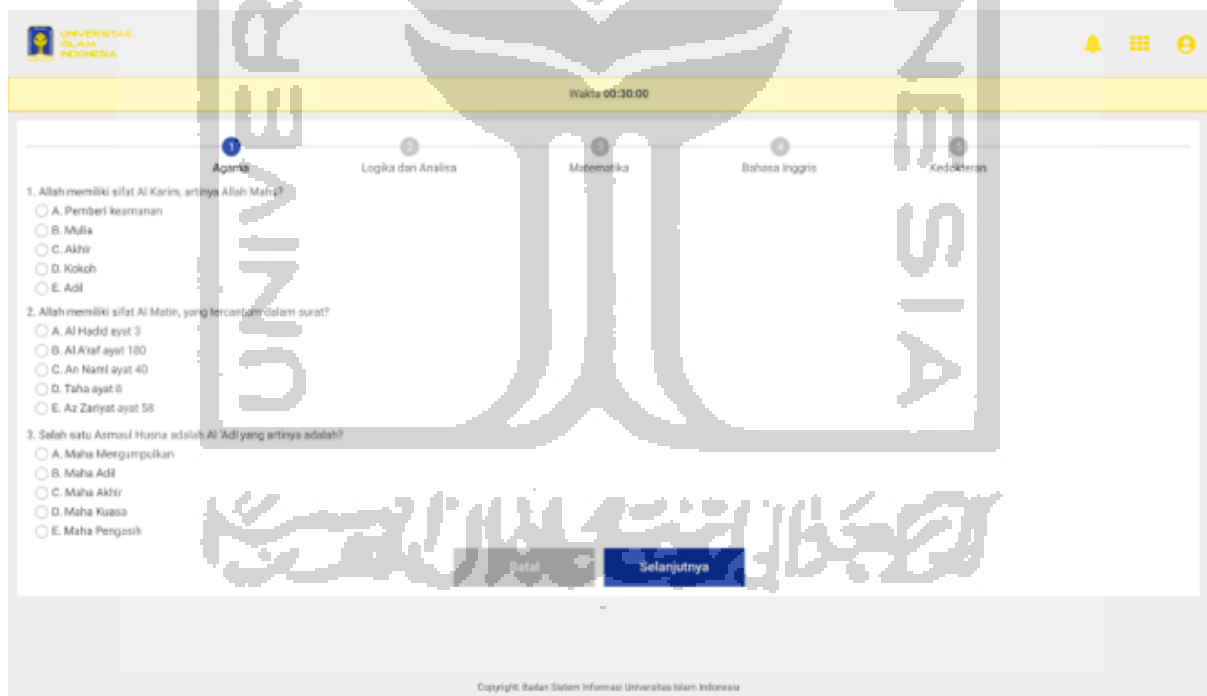 UNIVERSITAS
ISLAM
INDONESIA
Waktu 00:30:00
1 2 3 4 5
Agama Logika dan Analisa Matematika Bahasa Inggris Kedokteran
1. Allah memiliki sifat Al Karim, artinya Allah Maha?
A. Pemberi keamanan
B. Mulia
C. Akhir
D. Kokoh
E. Adil
2. Allah memiliki sifat Al Matin, yang tercantum dalam surat?
A. Al Hadid ayat 3
B. Al A'raf ayat 180
C. An Naml ayat 40
D. Taha ayat 8
E. Az Zariyat ayat 58
3. Salah satu Asmaul Husna adalah Al 'Adl yang artinya adalah?
A. Maha Mengumpulkan
B. Maha Adil
C. Maha Akhir
D. Maha Kuasa
E. Maha Pengasih
Batal Selanjutnya
Copyright Badan Sistem Informasi Universitas Islam Indonesia
UNIVER
NESIA